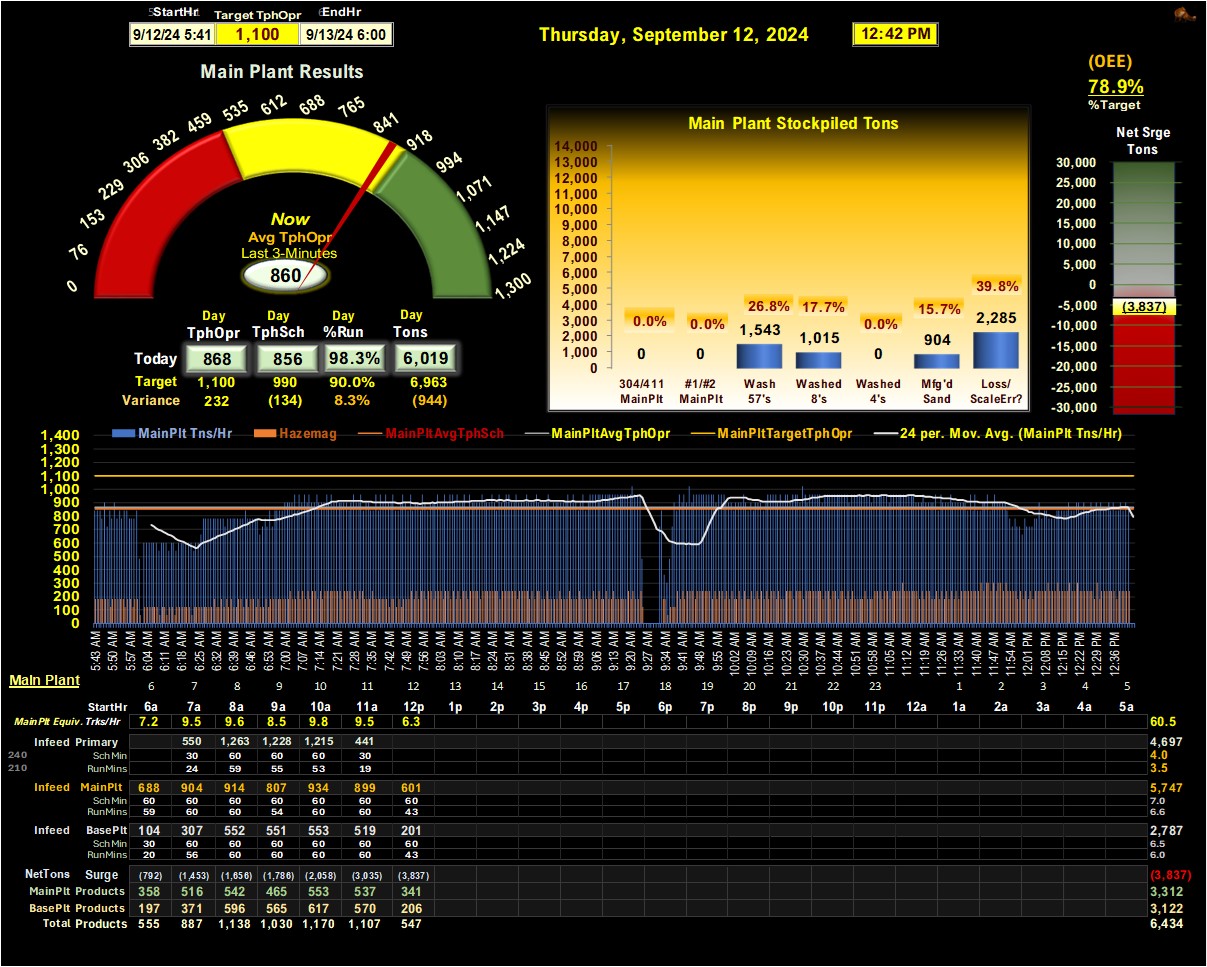 StartHr Target TphOpr EndHr
9/12/24 5:41 1,100 9/13/24 6:00
Thursday, September 12, 2024 12:42 PM
(OEE)
78.9%
%Target
Main Plant Results
0 76 153 229 306 382 459 535 612 688 765 841 918 994 1,071 1,147 1,224 1,300
Now
Avg TphOpr
Last 3-Minutes
860
Day Day Day Day
TphOpr TphSch %Run Tons
Today 868 856 98.3% 6,019
Target 1,100 990 90.0% 6,963
Variance 232 (134) 8.3% (944)
Main Plant Stockpiled Tons
14,000
13,000
12,000
11,000
10,000
9,000
8,000
7,000
6,000
5,000
4,000
3,000
2,000
1,000
0
0.0% 0.0% 26.8% 17.7% 0.0% 15.7% 39.8%
0 0 1,543 1,015 0 904 2,285
304/411 #1/#2 Wash Washed Washed Mfg'd Loss/
MainPlt MainPlt 57's 8's 4's Sand ScaleErr?
Net Srge
Tons
30,000
25,000
20,000
15,000
10,000
5,000
0
-5,000
-10,000
-15,000
-20,000
-25,000
-30,000
(3,837)
MainPlt Tns/Hr Hazemag MainPltAvgTphSch MainPltAvgTphOpr MainPltTargetTphOpr 24 per. Mov. Avg. (MainPlt Tns/Hr)
1,400
1,300
1,200
1,100
1,000
900
800
700
600
500
400
300
200
100
0
5:43 AM 5:50 AM 5:57 AM 6:04 AM 6:11 AM 6:18 AM 6:25 AM 6:32 AM 6:39 AM 6:46 AM 6:53 AM 7:00 AM 7:07 AM 7:14 AM 7:21 AM 7:28 AM 7:35 AM 7:42 AM 7:49 AM 7:56 AM 8:03 AM 8:10 AM 8:17 AM 8:24 AM 8:31 AM 8:38 AM 8:45 AM 8:52 AM 8:59 AM 9:06 AM 9:13 AM 9:20 AM 9:27 AM 9:34 AM 9:41 AM 9:48 AM 9:55 AM 10:02 AM 10:09 AM 10:16 AM 10:23 AM 10:30 AM 10:37 AM 10:44 AM 10:51 AM 10:58 AM 11:05 AM 11:12 AM 11:19 AM 11:26 AM 11:33 AM 11:40 AM 11:47 AM 11:54 AM 12:01 PM 12:08 PM 12:15 PM 12:22 PM 12:29 PM 12:36 PM
Main Plant
6 7 8 9 10 11 12 13 14 15 16 17 18 19 20 21 22 23 1 2 3 4 5
StartHr 6a 7a 8a 9a 10a 11a 12p 1p 2p 3p 4p 5p 6p 7p 8p 9p 10p 11p 12a 1a 2a 3a 4a 5a
MainPlt Equiv. Trks/Hr 7.2 9.5 9.6 8.5 9.8 9.5 6.3 60.5
Infeed Primary 550 1,263 1,228 1,215 441 4,697
240 SchMin 30 60 60 60 30 4.0
210 RunMins 24 59 55 53 19 3.5
Infeed MainPlt 688 904 914 807 934 899 601 5,747
SchMin 60 60 60 60 60 60 60 7.0
RunMins 59 60 60 54 60 60 43 6.6
Infeed BasePlt 104 307 552 551 553 519 201 2,787
SchMin 30 60 60 60 60 60 60 6.5
RunMins 20 56 60 60 60 60 43 6.0
NetTons Surge (792) (1,453) (1,656) (1,786) (2,058) (3,035) (3,837) (3,837)
MainPlt Products 358 516 542 465 553 537 341 3,312
BasePlt Products 197 371 596 565 617 570 206 3,122
Total Products 555 887 1,138 1,030 1,170 1,107 547 6,434